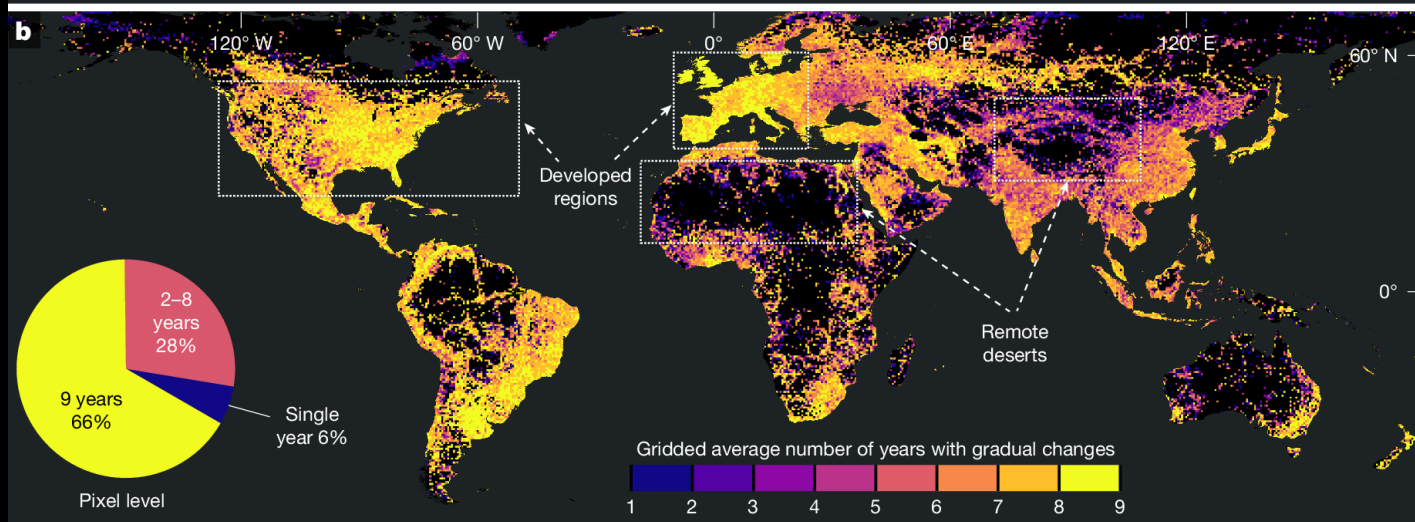 b
120° W
60° W
0°
60° E
120° E
60° N
Developed
regions
0°
Remote
deserts
2–8
years
28%
9 years
66%
Single
year 6%
Pixel level
Gridded average number of years with gradual changes
1 2 3 4 5 6 7 8 9